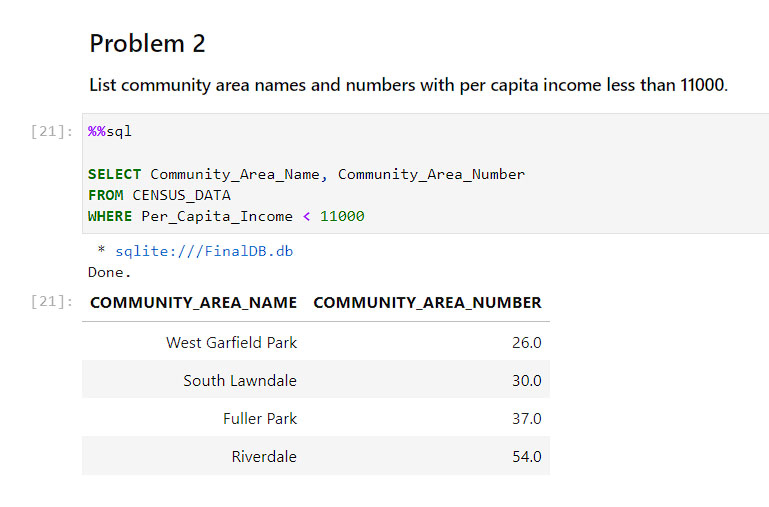 Problem 2
List community area names and numbers with per capita income less than 11000.
[21]: %%sql
SELECT Community_Area_Name, Community_Area_Number
FROM CENSUS_DATA
WHERE Per_Capita_Income < 11000
* sqlite:///FinalDB.db
Done.
[21]: COMMUNITY_AREA_NAME COMMUNITY_AREA_NUMBER
West Garfield Park 26.0
South Lawndale 30.0
Fuller Park 37.0
Riverdale 54.0